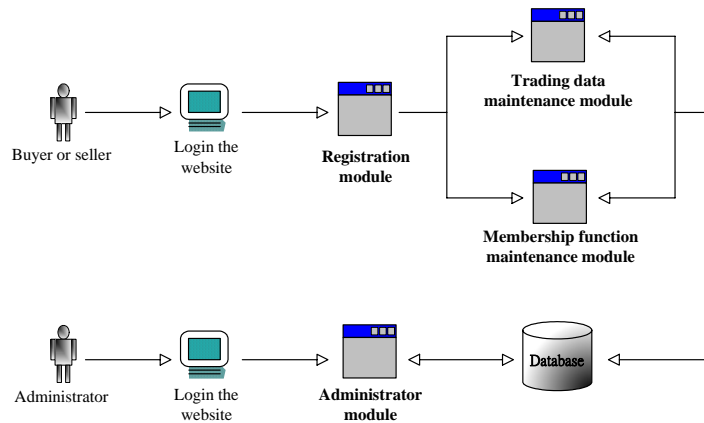 Trading data
maintenance module
Buyer or seller
Login the
website
Registration
module
Membership function
maintenance module
Database
Administrator
Login the
website
Administrator
module